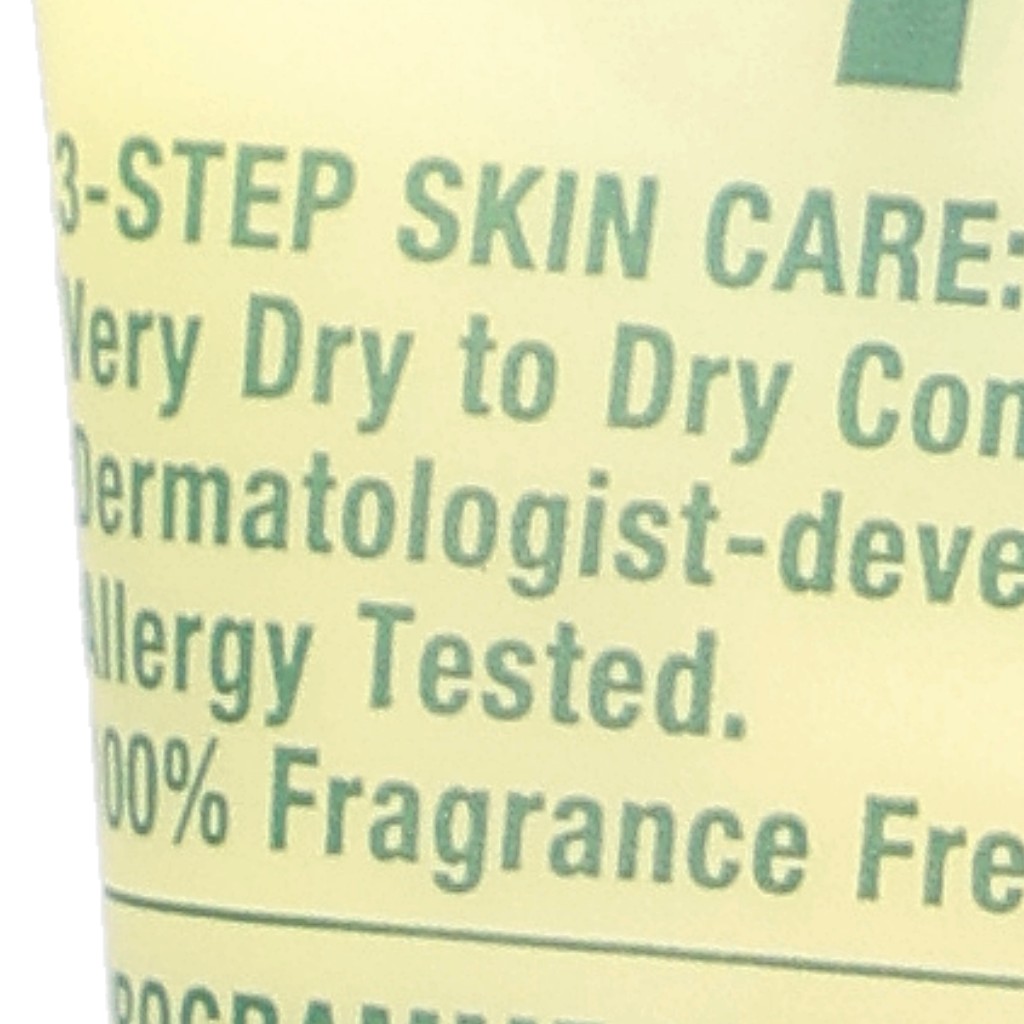 3-STEP SKIN CARE:
Very Dry to Dry Com
Dermatologist-deve
Allergy Tested.
00% Fragrance Fre